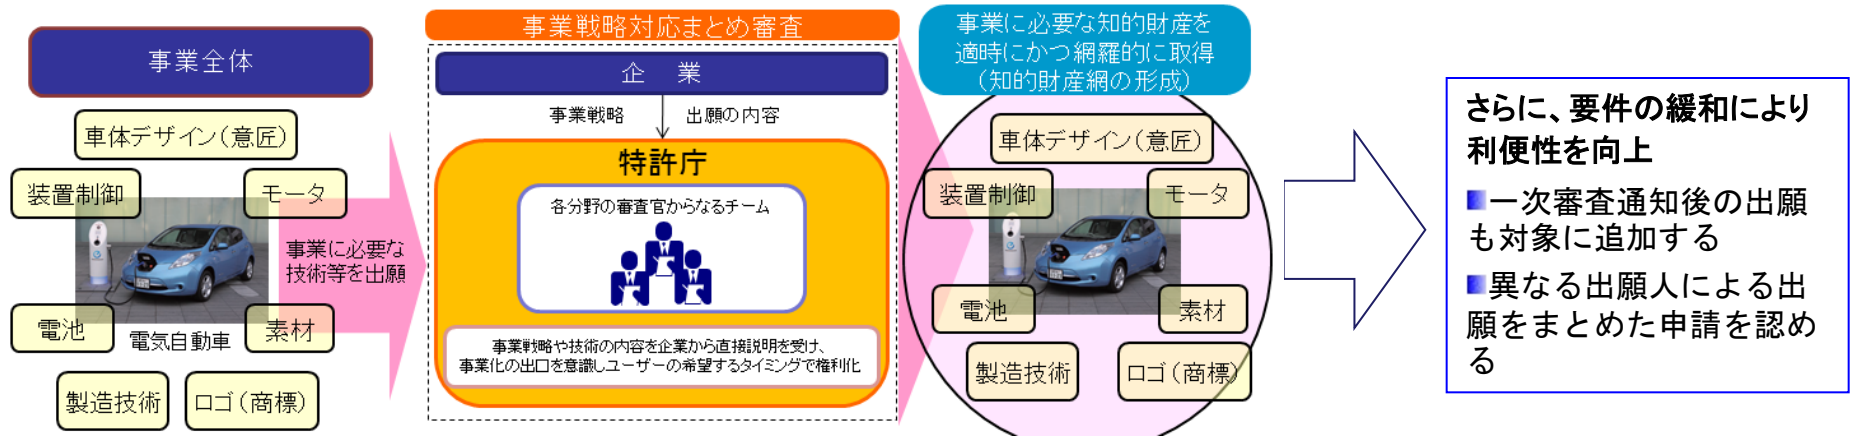 事業全体
車体デザイン(意匠)
装置制御
モータ
電池
電気自動車
素材
製造技術
ロゴ(商標)
事業に必要な
技術等を出願
事業戦略対応まとめ審査
企 業
事業戦略
出願の内容
特許庁
各分野の審査官からなるチーム
事業戦略や技術の内容を企業から直接説明を受け、
事業化の出口を意識しユーザーの希望するタイミングで権利化
事業に必要な知的財産を
適時にかつ網羅的に取得
(知的財産網の形成)
車体デザイン(意匠)
装置制御
モータ
電池
素材
製造技術
ロゴ(商標)
さらに、要件の緩和により
利便性を向上
■一次審査通知後の出願
も対象に追加する
■異なる出願人による出
願をまとめた申請を認め
る